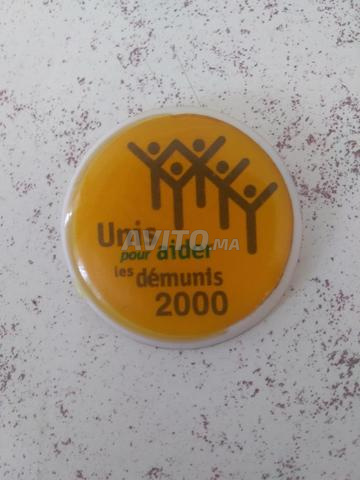 Unis
pour aider
les démunis
2000
AVITO.MA